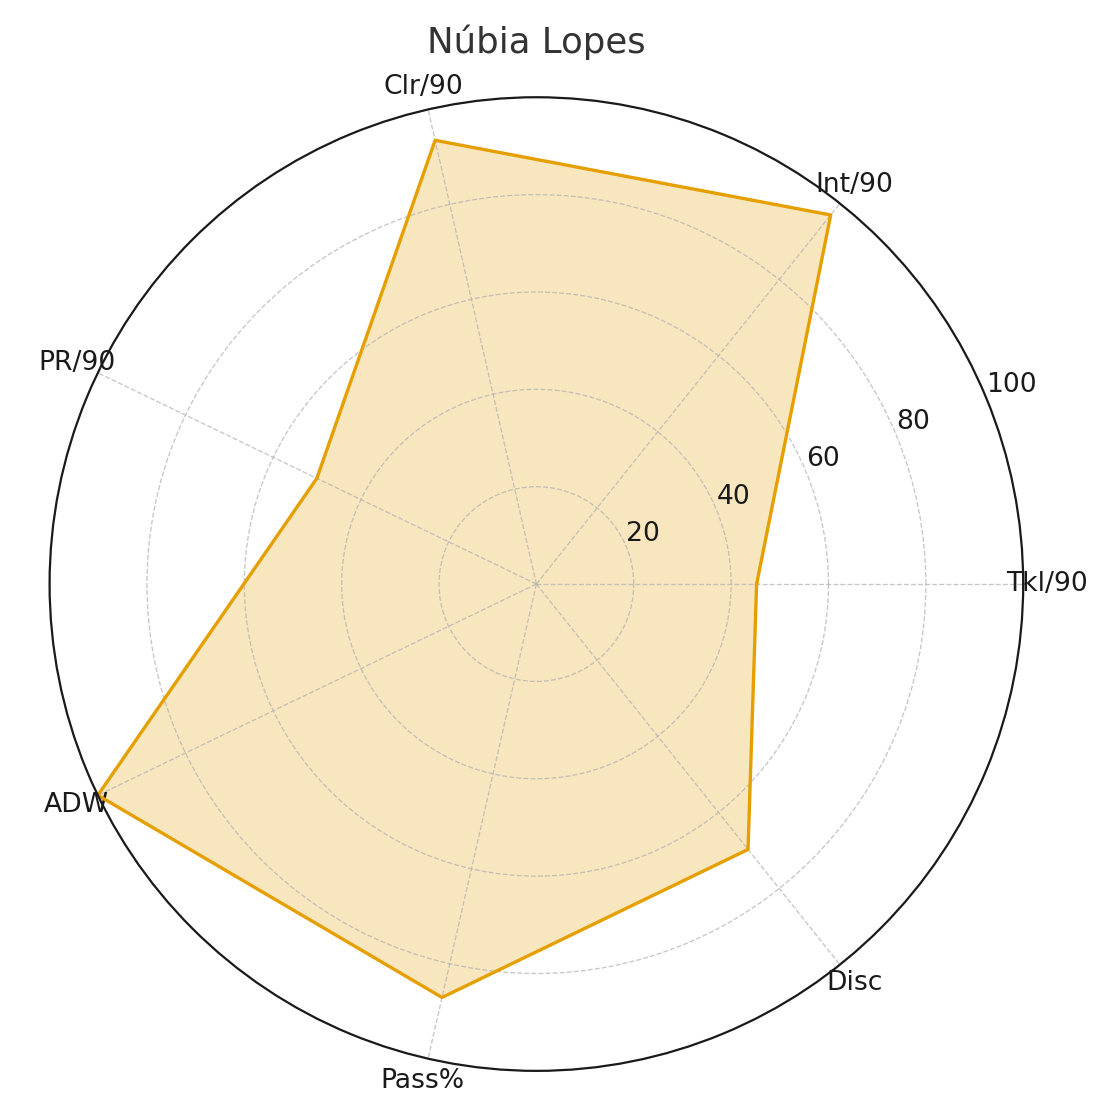 Núbia Lopes
Clr/90
Int/90
PR/90
100
80
60
40
20
Tkl/90
ADW
Disc
Pass%